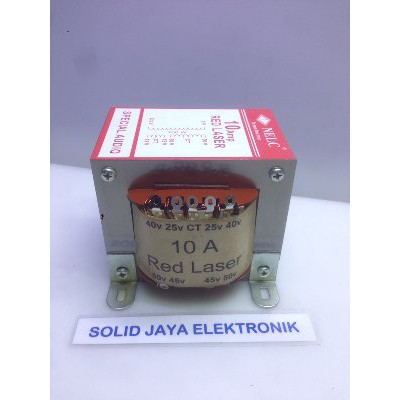 NELC
10 Amp
RED LASER
SPECIAL AUDIO
40v 25v CT 25v 40v
10 A
Red Laser
45v
45v 50v
SOLID JAYA ELEKTRONIK